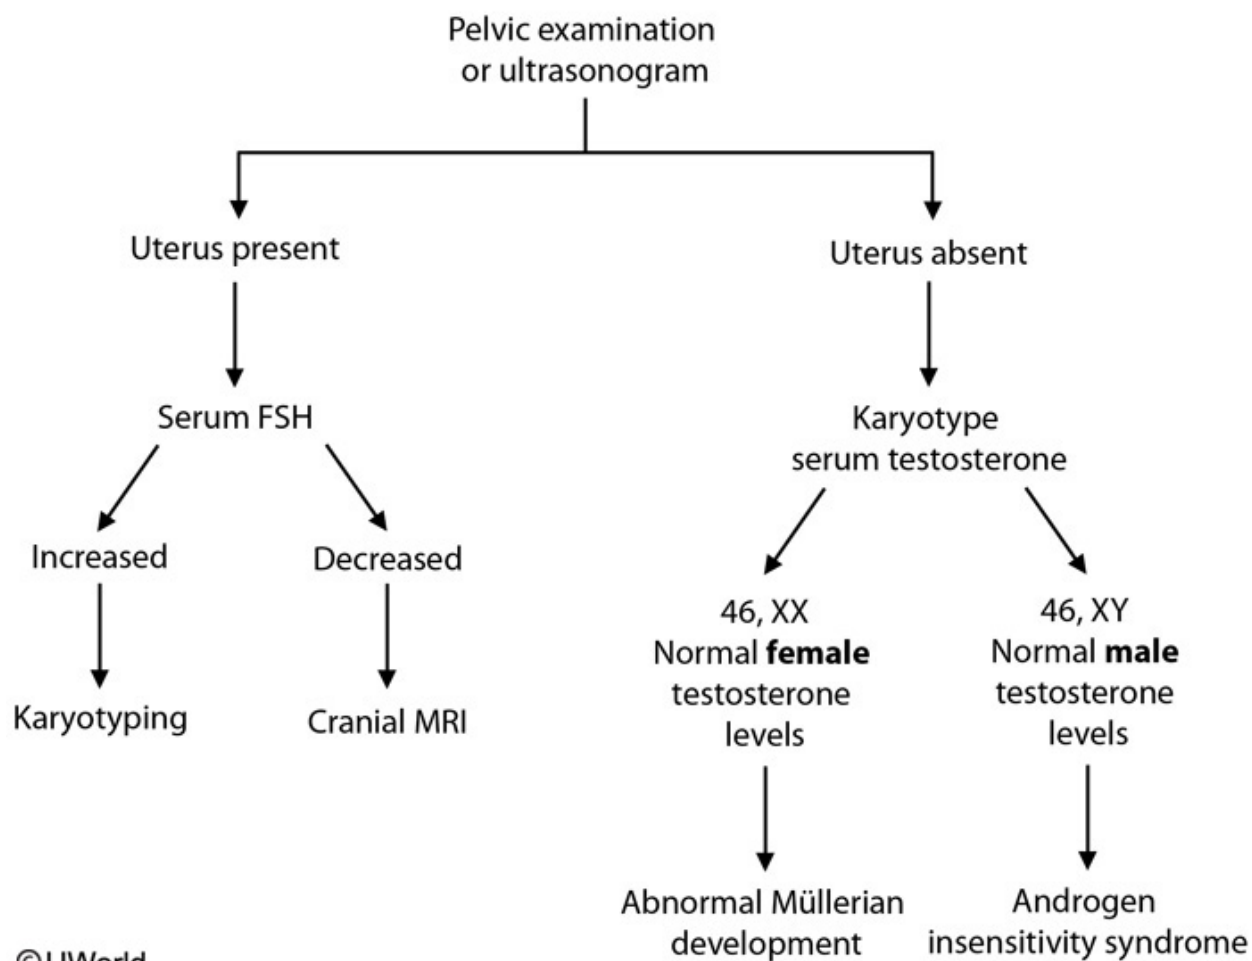 Pelvic examination
or ultrasonogram
Uterus present
Uterus absent
Serum FSH
Karyotype
serum testosterone
Increased
Decreased
46, XX
Normal female
testosterone
levels
46, XY
Normal male
testosterone
levels
Karyotyping
Cranial MRI
Abnormal Müllerian
development
Androgen
insensitivity syndrome
©UWorld